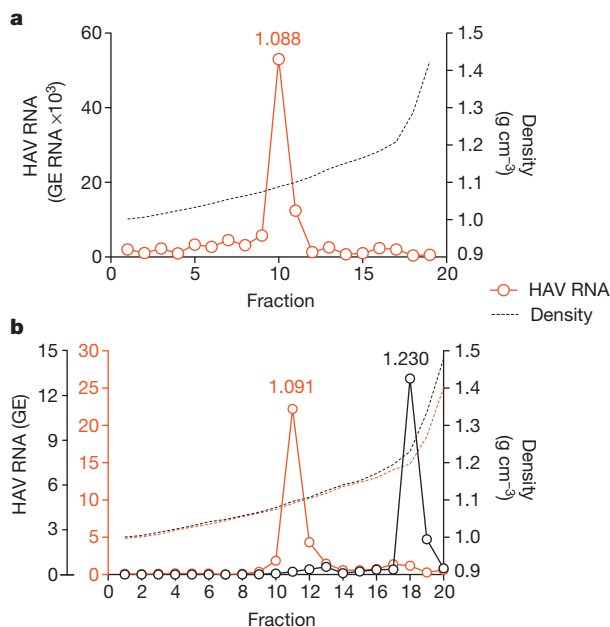 a
HAV RNA
(GE RNA ×10³)
60
40
20
0
1.088
1.5
1.4
1.3
1.2
1.1
1.0
0.9
Density
(g cm⁻³)
0 5 10 15 20
Fraction
HAV RNA
Density
b
HAV RNA (GE)
15
12
9
6
3
0
30
25
20
15
10
5
0
1.091
1.230
1.5
1.4
1.3
1.2
1.1
1.0
0.9
Density
(g cm⁻³)
0 2 4 6 8 10 12 14 16 18 20
Fraction